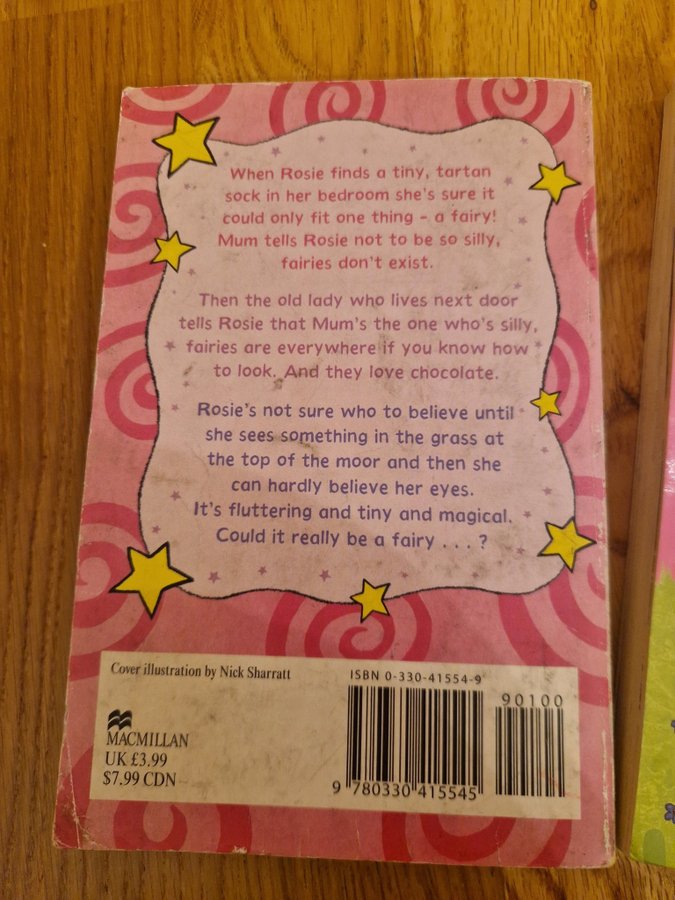 When Rosie finds a tiny, tartan
sock in her bedroom she's sure it
could only fit one thing – a fairy!
Mum tells Rosie not to be so silly,
fairies don't exist.
Then the old lady who lives next door
tells Rosie that Mum's the one who's silly,
fairies are everywhere if you know how
to look. And they love chocolate.
Rosie's not sure who to believe until
she sees something in the grass at
the top of the moor and then she
can hardly believe her eyes.
It's fluttering and tiny and magical.
Could it really be a fairy . . . ?
Cover illustration by Nick Sharratt
MACMILLAN
UK £3.99
$7.99 CDN
ISBN 0-330-41554-9
90100
9 780330 415545